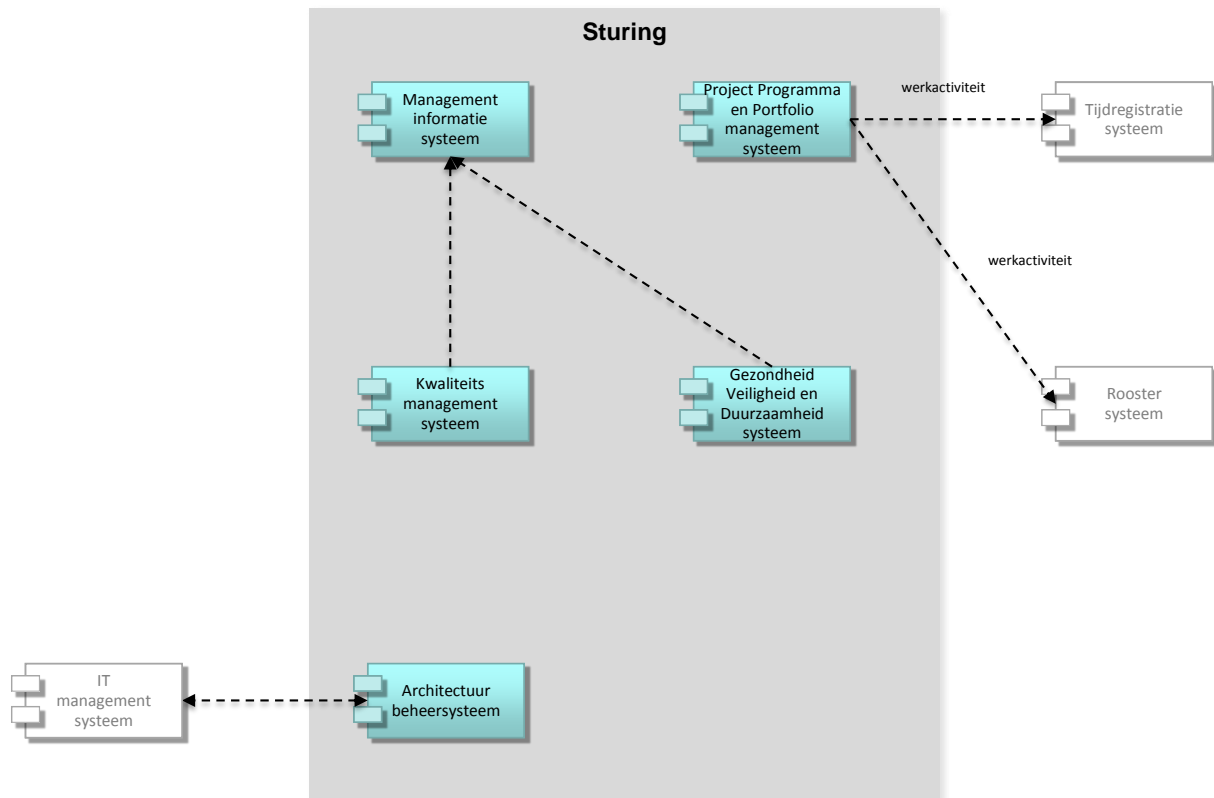 Sturing
Management
informatie
systeem
Project Programma
en Portfolio
management
systeem
werkactiviteit
Tijdregistratie
systeem
werkactiviteit
Kwaliteits
management
systeem
Gezondheid
Veiligheid en
Duurzaamheid
systeem
Rooster
systeem
IT
management
systeem
Architectuur
beheersysteem